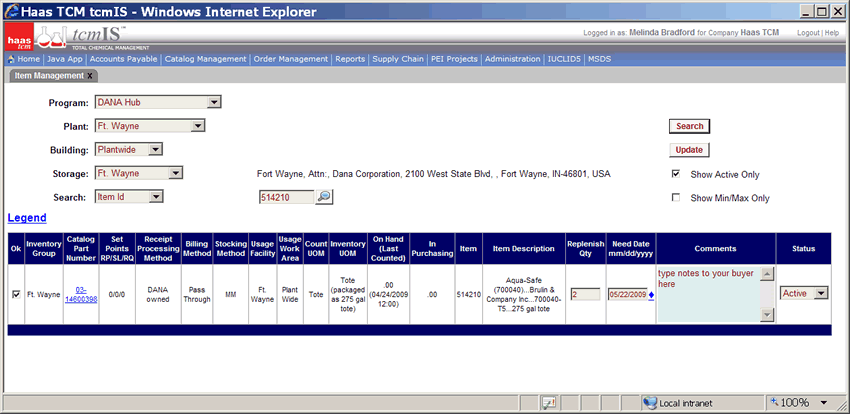 Haas TCM tcmIS - Windows Internet Explorer
haas tcm
tcmIS™
TOTAL CHEMICAL MANAGEMENT
Logged in as: Melinda Bradford for Company Haas TCM
Logout | Help
Home | Java App | Accounts Payable | Catalog Management | Order Management | Reports | Supply Chain | PEI Projects | Administration | IUCLID5 | MSDS
Item Management X
Program: DANA Hub
Plant: Ft. Wayne
Search
Building: Plantwide
Update
Storage: Ft. Wayne
Fort Wayne, Attn:, Dana Corporation, 2100 West State Blvd, , Fort Wayne, IN-46801, USA
Show Active Only
Search: Item Id
514210
Show Min/Max Only
Legend
Ok
Inventory
Group
Catalog
Part
Number
Set
Points
RP/SL/RQ
Receipt
Processing
Method
Billing
Method
Stocking
Method
Usage
Facility
Usage
Work
Area
Count
UOM
Inventory
UOM
On Hand
(Last
Counted)
In
Purchasing
Item
Item Description
Replenish
Qty
Need Date
mm/dd/yyyy
Comments
Status
Ft. Wayne
03-
14600398
0/0/0
DANA
owned
Pass
Through
MM
Ft.
Wayne
Plant
Wide
Tote
Tote
(packaged
as 275 gal
tote)
.00
(04/24/2009
12:00)
.00
514210
Aqua-Safe
(700040)...Brulin &
Company Inc...700040-
T5...275 gal tote
2
05/22/2009
type notes to your buyer
here
Active
Local intranet
100%